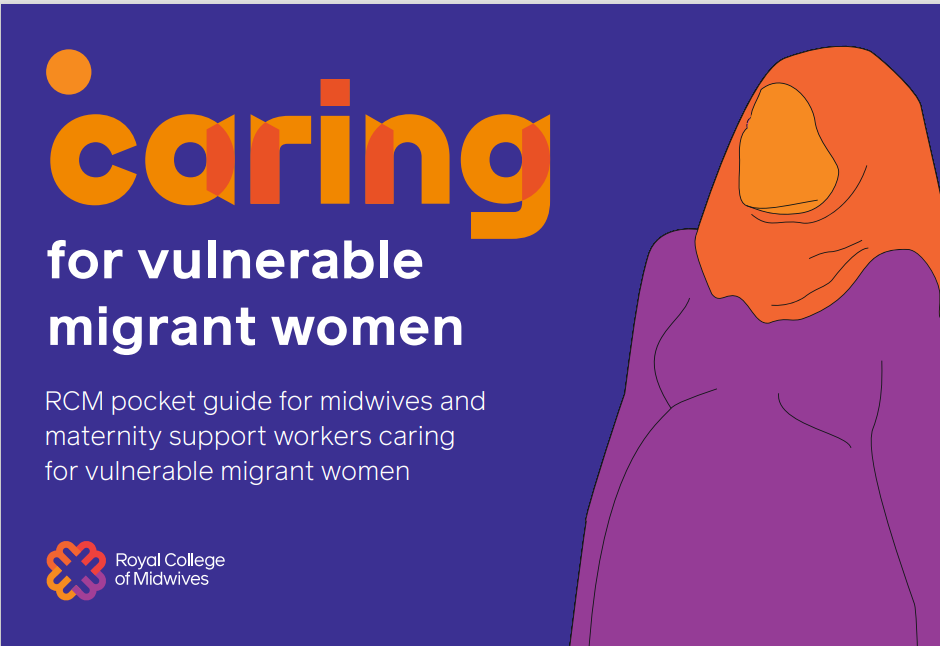 caring
for vulnerable
migrant women
RCM pocket guide for midwives and
maternity support workers caring
for vulnerable migrant women
Royal College
of Midwives